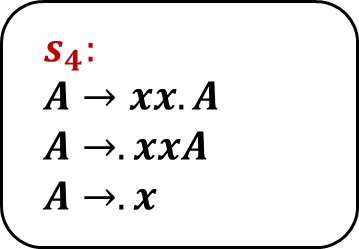 s₄:
A → xx. A
A →. xxA
A →. x